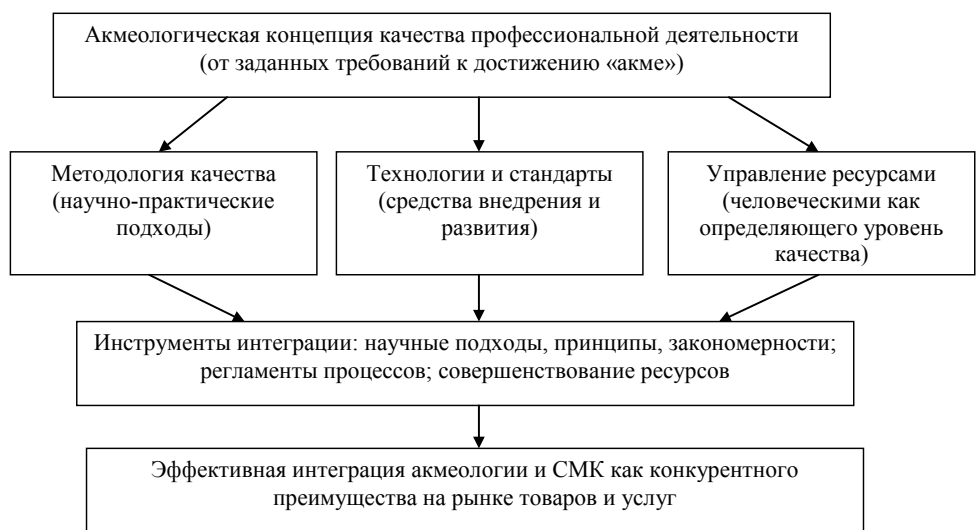 Акмеологическая концепция качества профессиональной деятельности
(от заданных требований к достижению «акме»)
Методология качества
(научно-практические
подходы)
Технологии и стандарты
(средства внедрения и
развития)
Управление ресурсами
(человеческими как
определяющего уровень
качества)
Инструменты интеграции: научные подходы, принципы, закономерности;
регламенты процессов; совершенствование ресурсов
Эффективная интеграция акмеологии и СМК как конкурентного
преимущества на рынке товаров и услуг